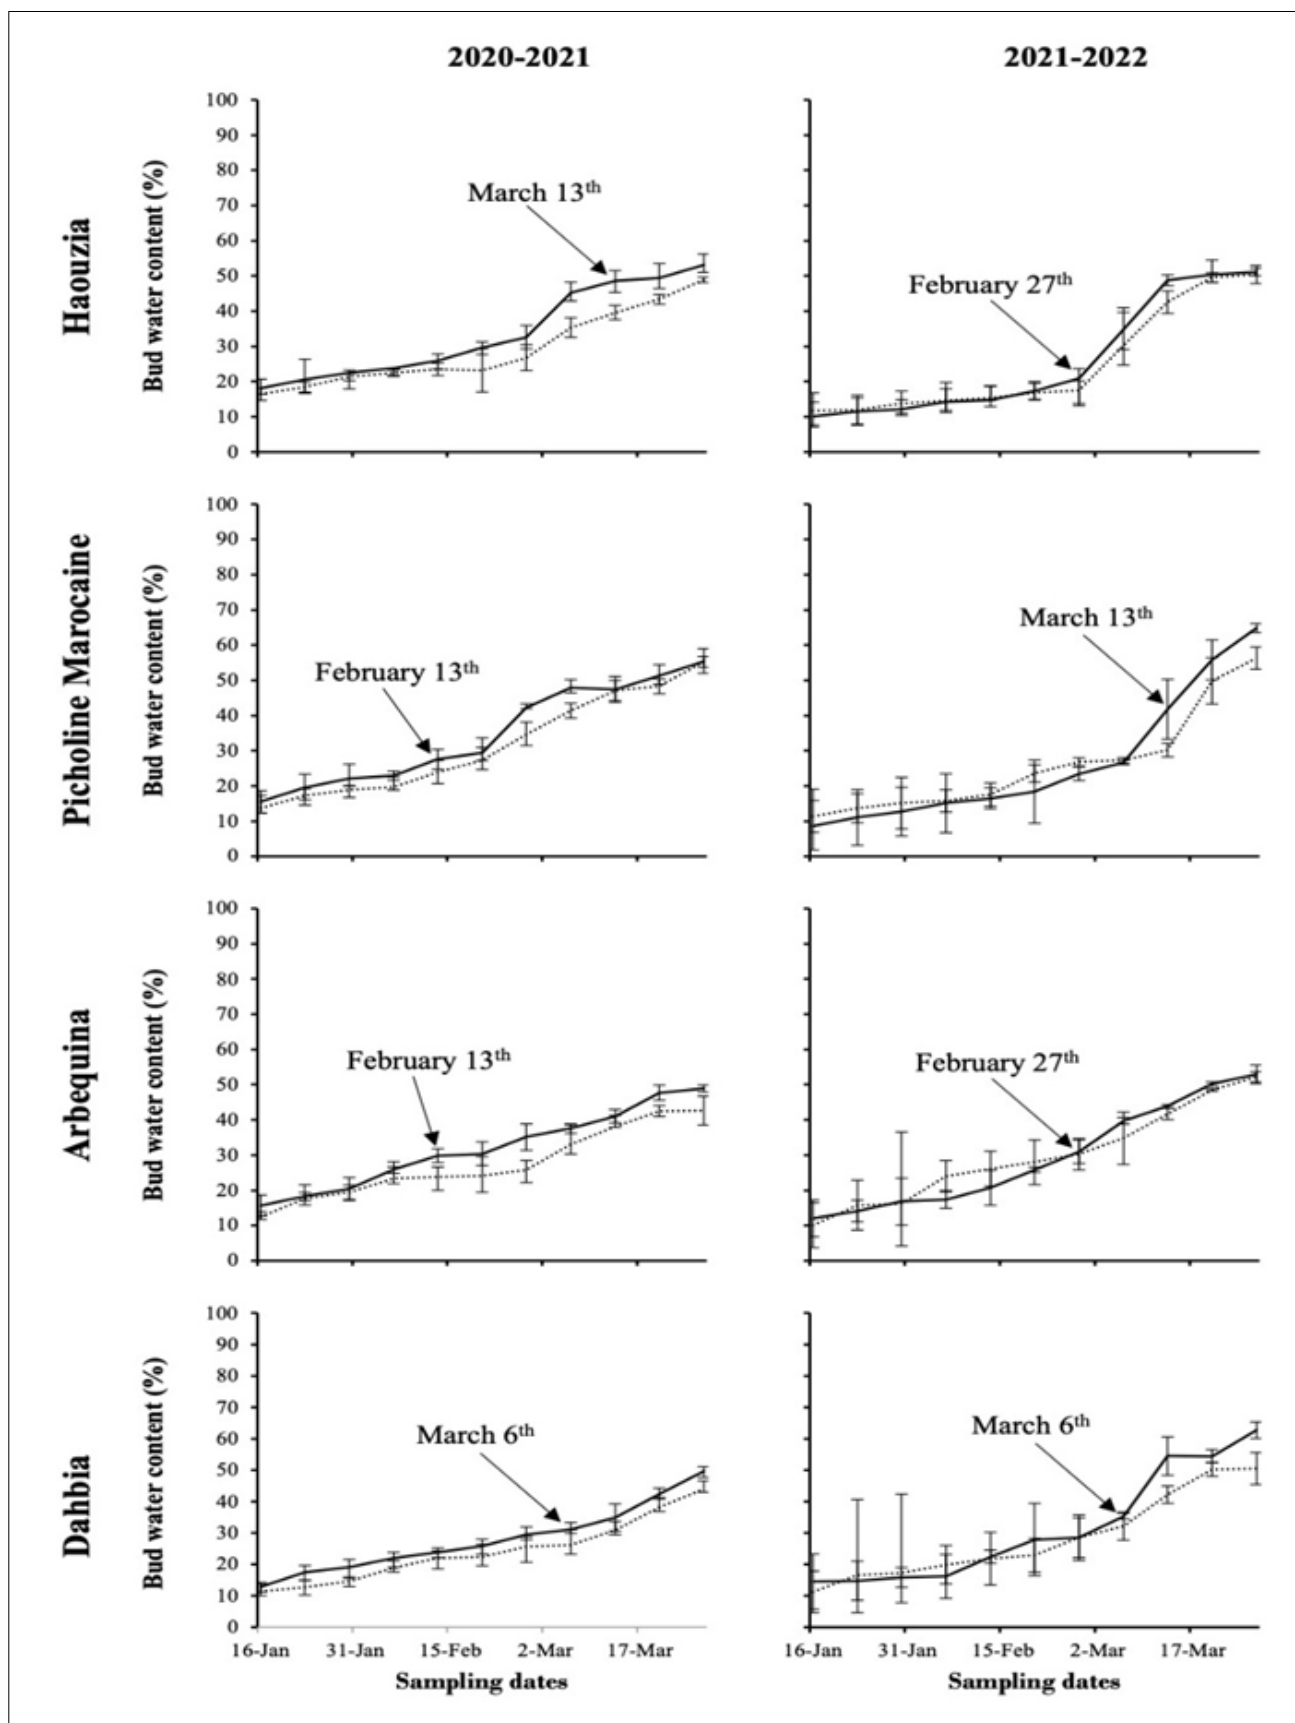 2020-2021
2021-2022
Haouzia
Bud water content (%)
100
90
80
70
60
50
40
30
20
10
0
March 13th
February 27th
Picholine Marocaine
Bud water content (%)
100
90
80
70
60
50
40
30
20
10
0
February 13th
March 13th
Arbequina
Bud water content (%)
100
90
80
70
60
50
40
30
20
10
0
February 13th
February 27th
Dahbia
Bud water content (%)
100
90
80
70
60
50
40
30
20
10
0
March 6th
March 6th
16-Jan 31-Jan 15-Feb 2-Mar 17-Mar
Sampling dates
16-Jan 31-Jan 15-Feb 2-Mar 17-Mar
Sampling dates